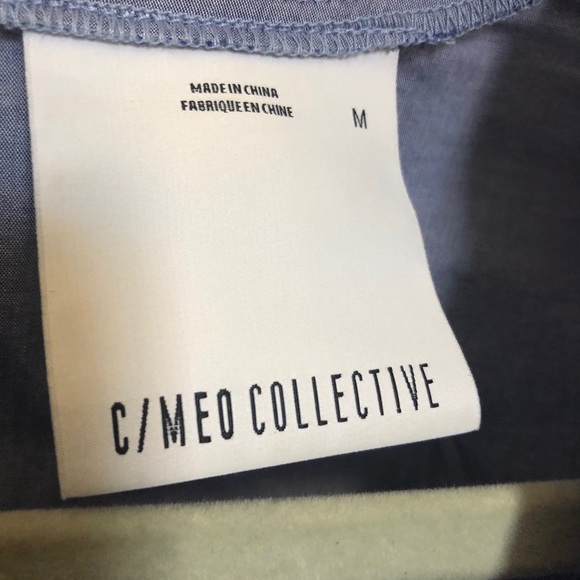 MADE IN CHINA
FABRIQUE EN CHINE
M
C/MEO COLLECTIVE